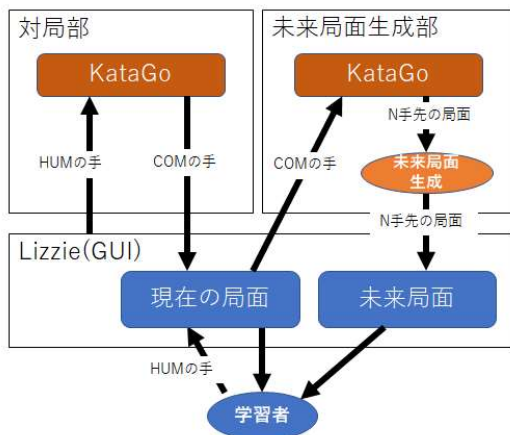 対局部
未来局面生成部
KataGo
KataGo
N手先の局面
HUMの手
COMの手
COMの手
未来局面
生成
N手先の局面
Lizzie(GUI)
現在の局面
未来局面
HUMの手
学習者